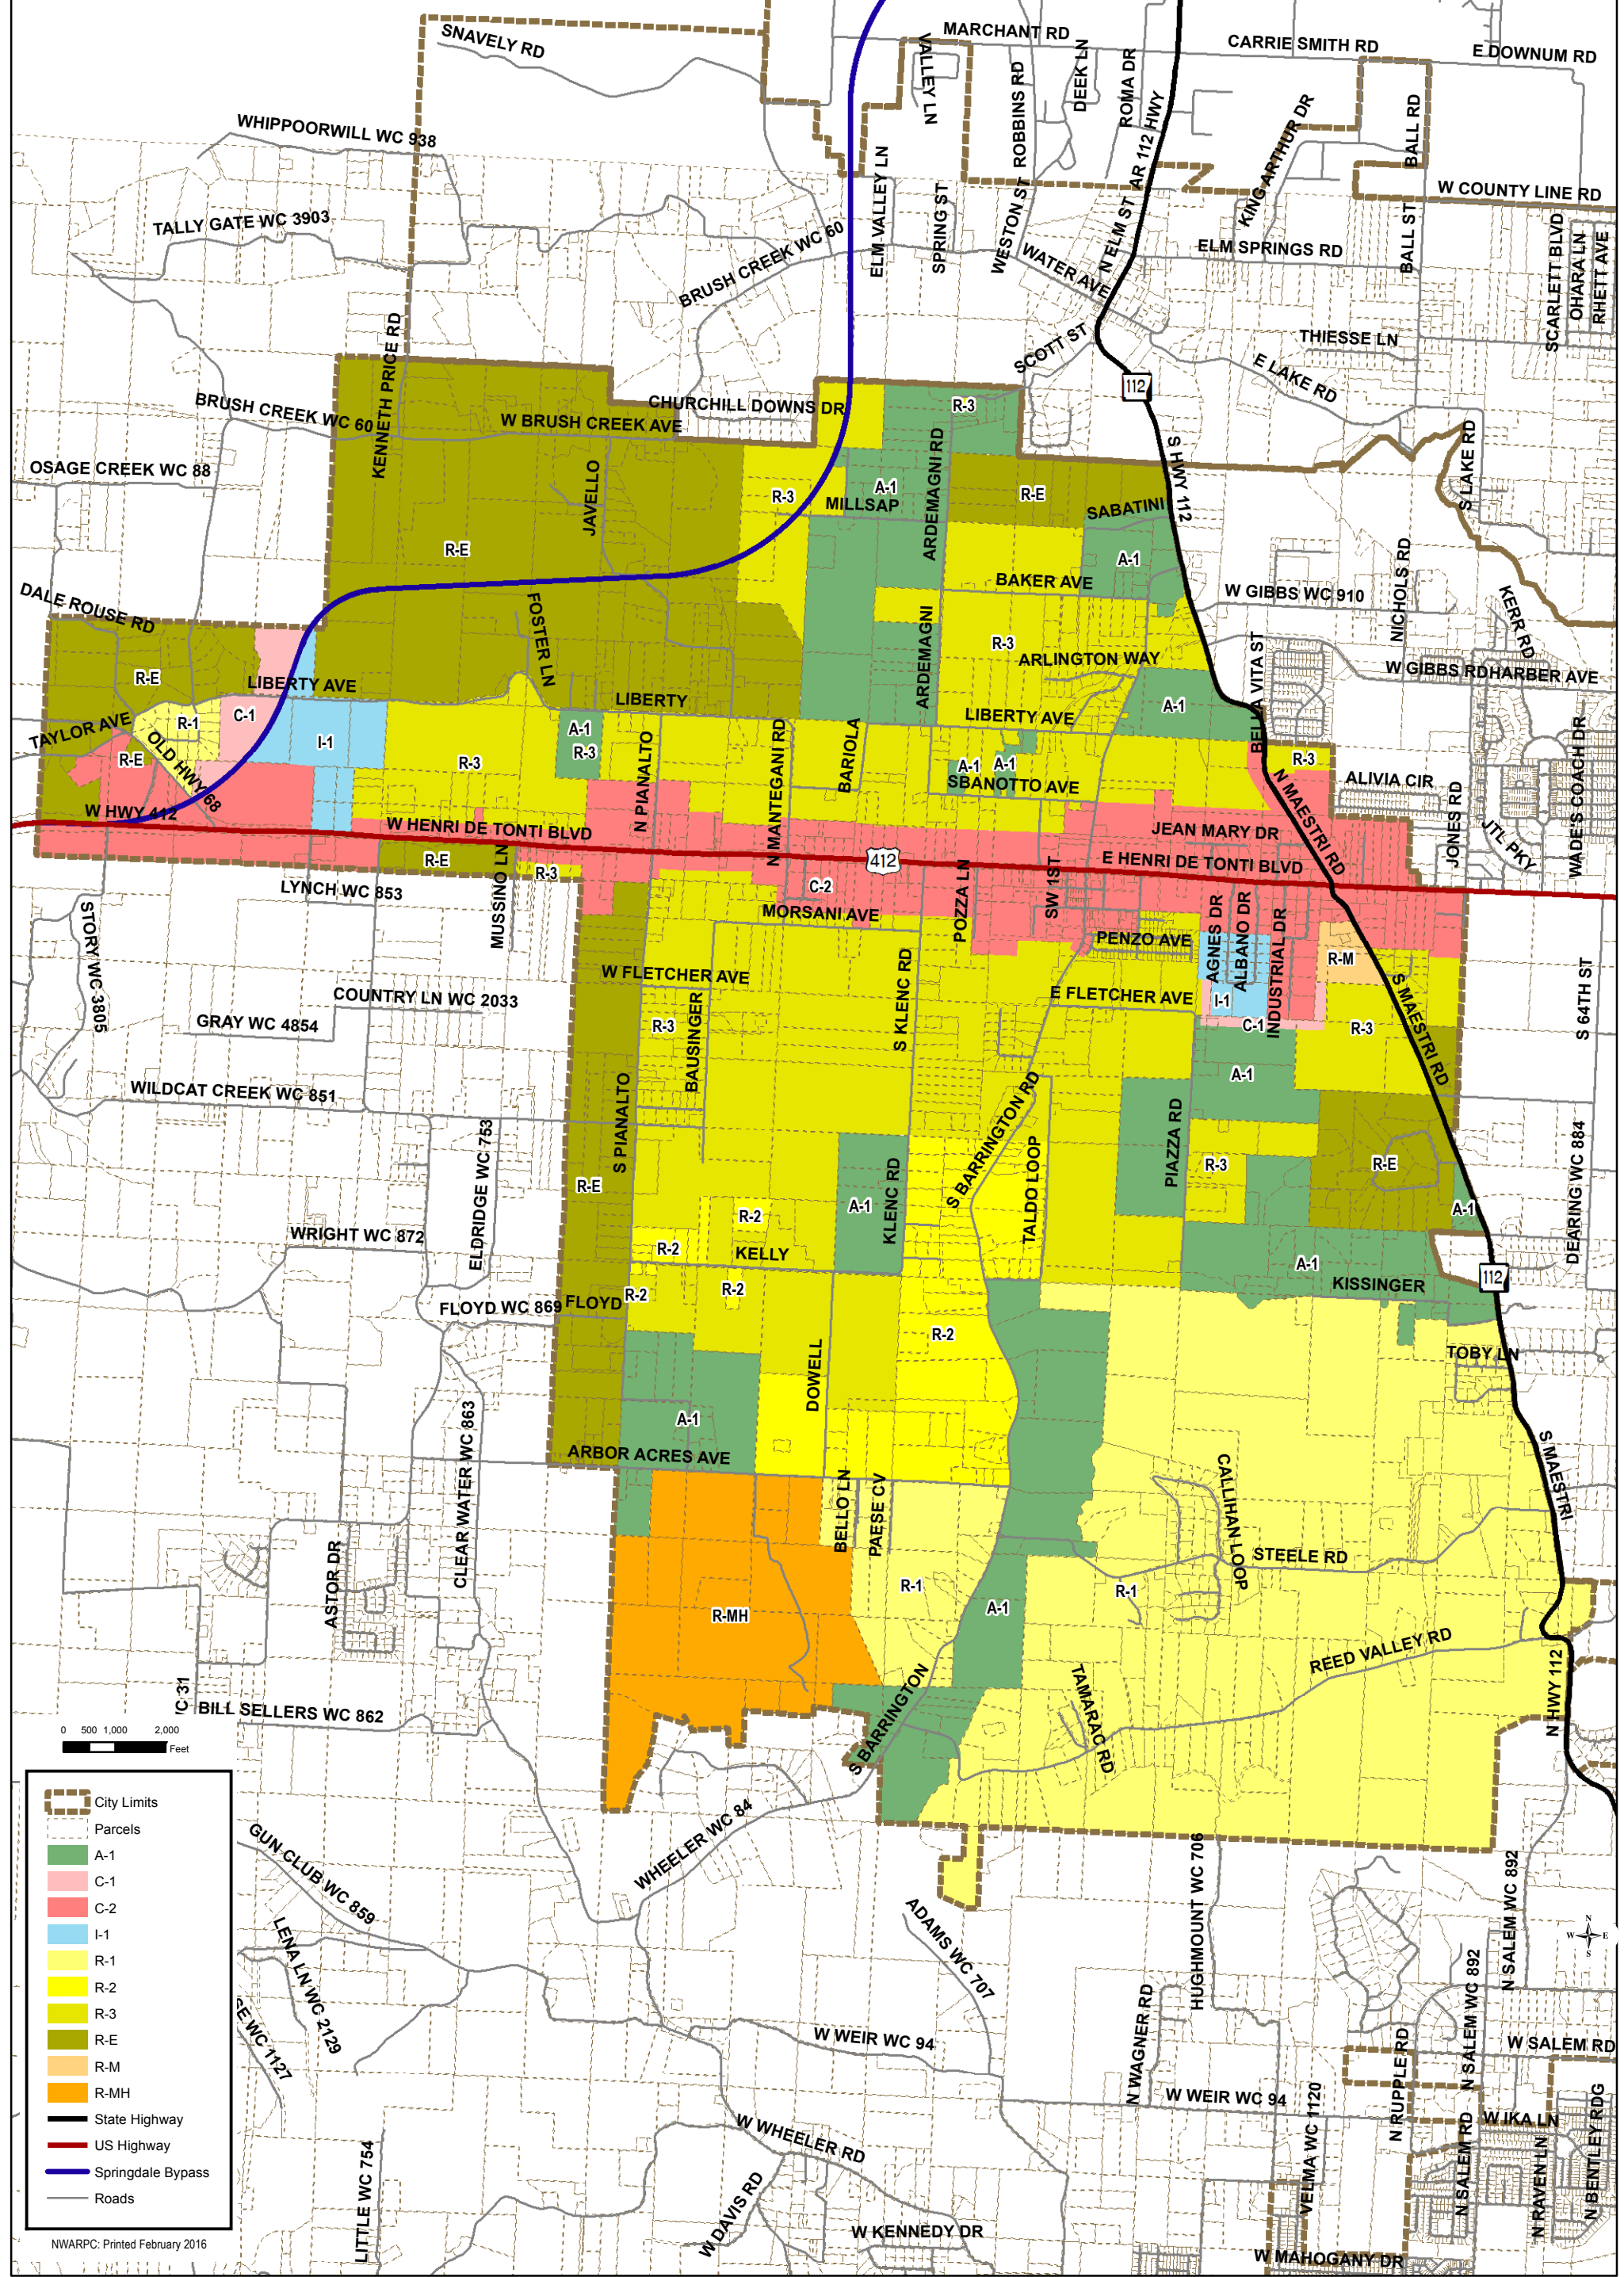 MARCHANT RD
CARRIE SMITH RD
E DOWNUM RD
SNAVELY RD
VALLEY LN
DEEK LN
ROMA DR
ROBBINS RD
AR 112 HWY
KING ARTHUR DR
BALL RD
WHIPPOORWILL WC 938
ELM VALLEY LN
SPRING ST
WESTON ST
N ELM ST
W COUNTY LINE RD
TALLY GATE WC 3903
BRUSH CREEK WC 60
WATER AVE
ELM SPRINGS RD
BALL ST
SCARLETT BLVD
OHARA LN
RHETT AVE
KENNETH PRICE RD
SCOTT ST
THIESSE LN
E LAKE RD
112
BRUSH CREEK WC 60
W BRUSH CREEK AVE
CHURCHILL DOWNS DR
R-3
OSAGE CREEK WC 88
JAVELLO
ARDEMAGNI RD
S HWY 112
S LAKE RD
R-3
A-1
MILLSAP
R-E
SABATINI
R-E
A-1
BAKER AVE
NICHOLS RD
KERR RD
W GIBBS WC 910
DALE ROUSE RD
FOSTER LN
ARDEMAGNI
R-3
ARLINGTON WAY
BELLA VITA ST
W GIBBS RD
HARBER AVE
R-E
LIBERTY AVE
LIBERTY
LIBERTY AVE
A-1
TAYLOR AVE
R-1
C-1
I-1
OLD HWY 68
R-E
R-3
A-1
R-3
N PIANALTO
N MANTEGANI RD
BARIOLA
A-1
A-1
SBANOTTO AVE
R-3
N MAESTRI RD
ALIVIA CIR
JONES RD
JTL PKY
WADE'S COACH DR
W HWY 412
W HENRI DE TONTI BLVD
JEAN MARY DR
412
E HENRI DE TONTI BLVD
R-E
MUSSINO LN
R-3
C-2
POZZA LN
SW 1ST
LYNCH WC 853
MORSANI AVE
AGNES DR
ALBANO DR
INDUSTRIAL DR
PENZO AVE
STORY WC 3805
W FLETCHER AVE
S KLENC RD
E FLETCHER AVE
R-M
S MAESTRI RD
S 64TH ST
COUNTRY LN WC 2033
GRAY WC 4854
R-3
BAUSINGER
I-1
C-1
R-3
WILDCAT CREEK WC 851
ELDRIDGE WC 753
S PIANALTO
S BARRINGTON RD
TALDO LOOP
PIAZZA RD
A-1
R-3
R-E
DEARING WC 884
R-E
R-2
A-1
KLENC RD
A-1
WRIGHT WC 872
R-2
KELLY
A-1
KISSINGER
112
FLOYD WC 869
FLOYD
R-2
R-2
R-2
TOBY LN
DOWELL
A-1
CLEAR WATER WC 863
ARBOR ACRES AVE
BELLO LN
PAESE CV
CALLIHAN LOOP
S MAESTRI
ASTOR DR
R-MH
R-1
A-1
R-1
STEELE RD
REED VALLEY RD
TAMARAC RD
N HWY 112
BILL SELLERS WC 862
S BARRINGTON
0 500 1,000 2,000
Feet
City Limits
Parcels
A-1
C-1
C-2
I-1
R-1
R-2
R-3
R-E
R-M
R-MH
State Highway
US Highway
Springdale Bypass
Roads
NWARPC: Printed February 2016
WHEELER WC 84
GUN CLUB WC 859
LENA LN WC 2129
ADAMS WC 707
HUGHMOUNT WC 706
N SALEM WC 892
N
W E
S
N SALEM WC 892
W WEIR WC 94
N WAGNER RD
N RUPPLE RD
W SALEM RD
W WEIR WC 94
VELMA WC 1120
W IKA LN
W WHEELER RD
LITTLE WC 754
W DAVIS RD
N SALEM RD
N RAVEN LN
N BENTLEY RDG
W KENNEDY DR
W MAHOGANY DR